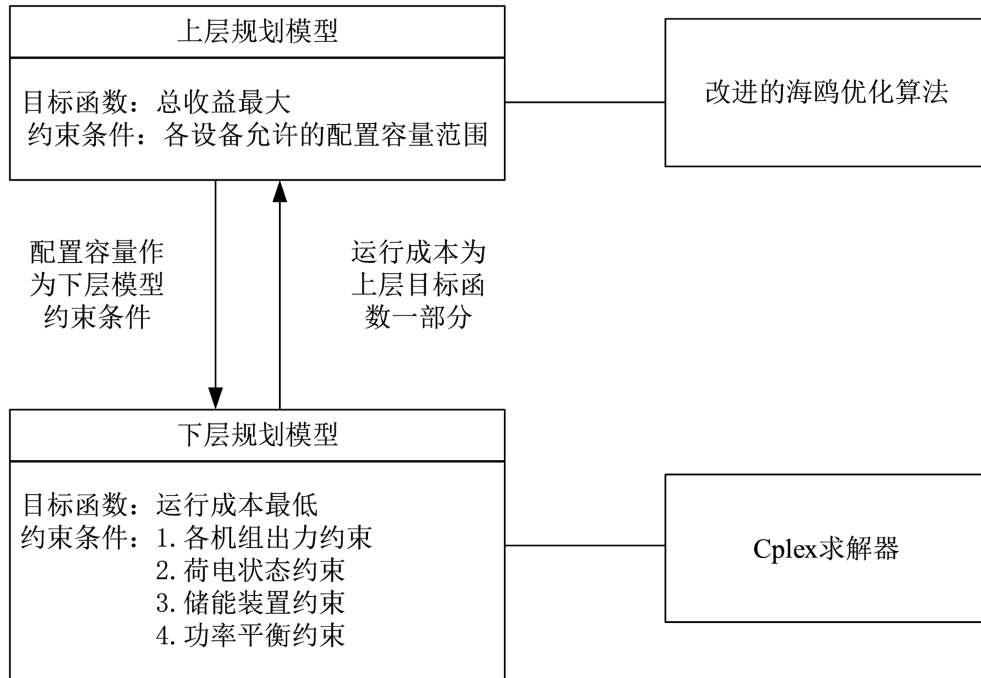 上层规划模型
目标函数：总收益最大
约束条件：各设备允许的配置容量范围
改进的海鸥优化算法
配置容量作
为下层模型
约束条件
运行成本为
上层目标函
数一部分
下层规划模型
目标函数：运行成本最低
约束条件：1.各机组出力约束
2.荷电状态约束
3.储能装置约束
4.功率平衡约束
Cplex求解器